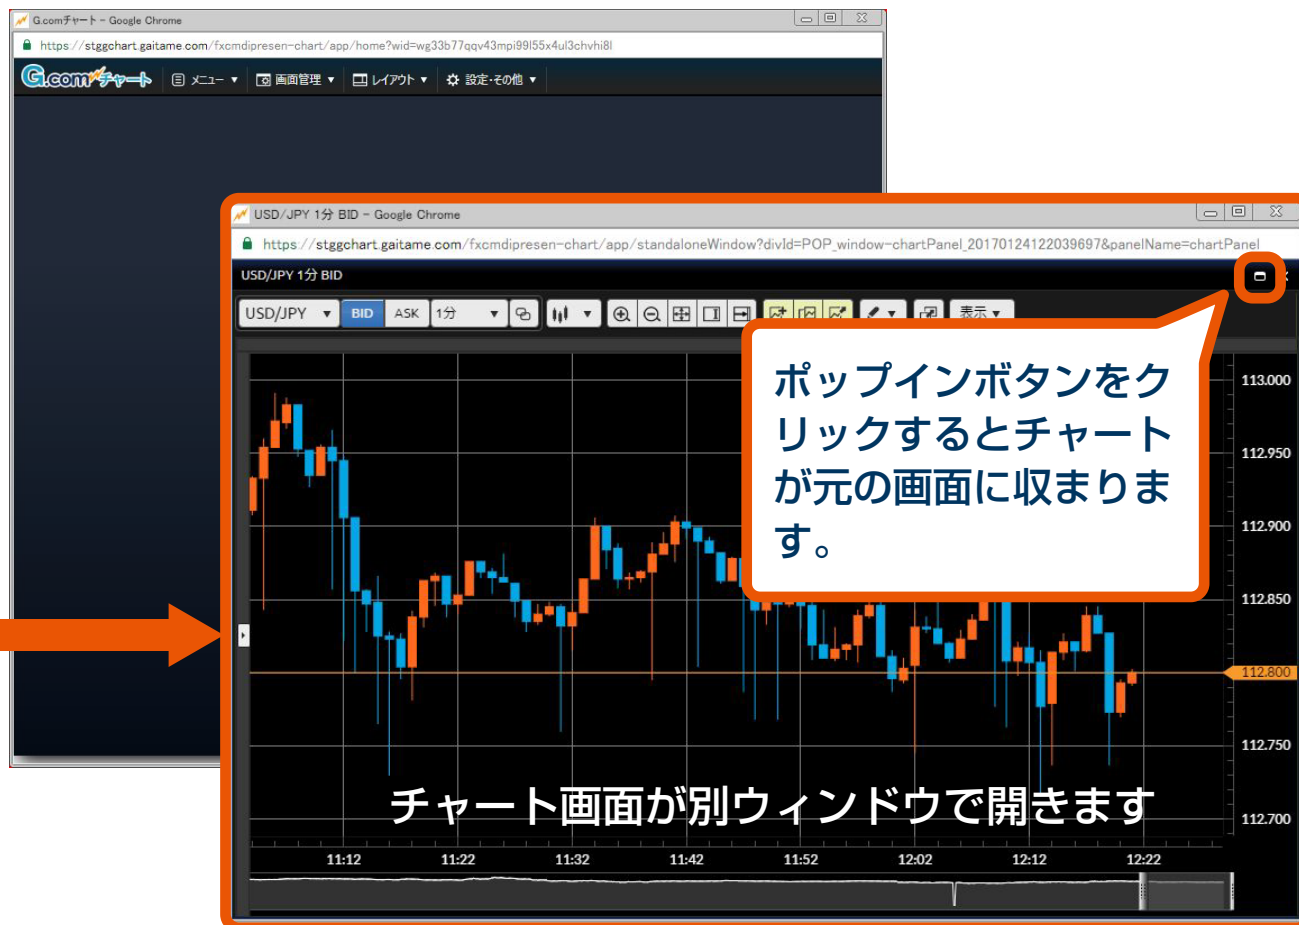 G.comチャート - Google Chrome
https://stggchart.gaitame.com/fxcmdipresen-chart/app/home?wid=wg33b77qqv43mpi99l55x4ul3chvhi8l
G.comチャート メニュー ▼ 画面管理 ▼ レイアウト ▼ 設定・その他 ▼
USD/JPY 1分 BID - Google Chrome
https://stggchart.gaitame.com/fxcmdipresen-chart/app/standaloneWindow?divId=POP_window-chartPanel_20170124122039697&panelName=chartPanel
USD/JPY 1分 BID
USD/JPY ▼ BID ASK 1分 ▼ ▼ ▼ 表示 ▼
ポップインボタンをク
リックするとチャート
が元の画面に収まりま
す。
113.000
112.950
112.900
112.850
112.800
112.750
112.700
チャート画面が別ウィンドウで開きます
11:12 11:22 11:32 11:42 11:52 12:02 12:12 12:22